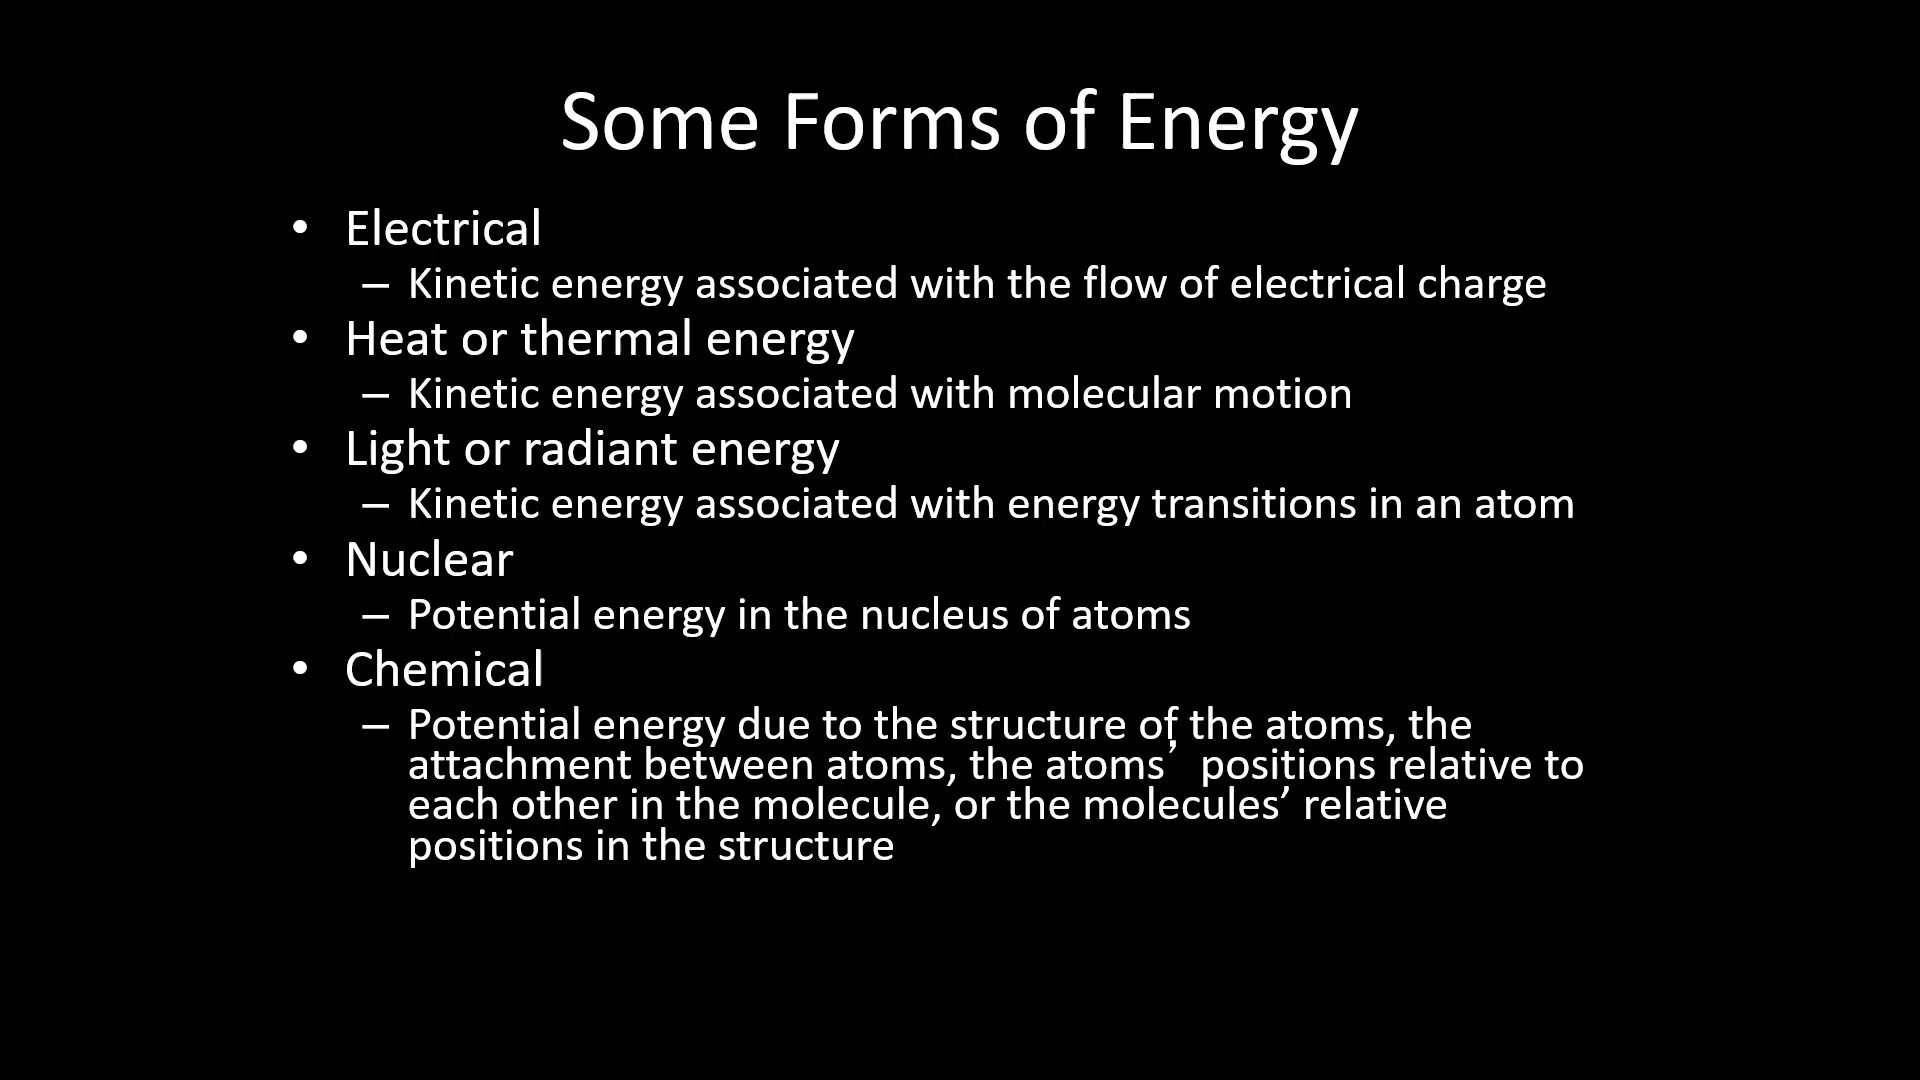 Some Forms of Energy
• Electrical
– Kinetic energy associated with the flow of electrical charge
• Heat or thermal energy
– Kinetic energy associated with molecular motion
• Light or radiant energy
– Kinetic energy associated with energy transitions in an atom
• Nuclear
– Potential energy in the nucleus of atoms
• Chemical
– Potential energy due to the structure of the atoms, the
attachment between atoms, the atoms’ positions relative to
each other in the molecule, or the molecules’ relative
positions in the structure